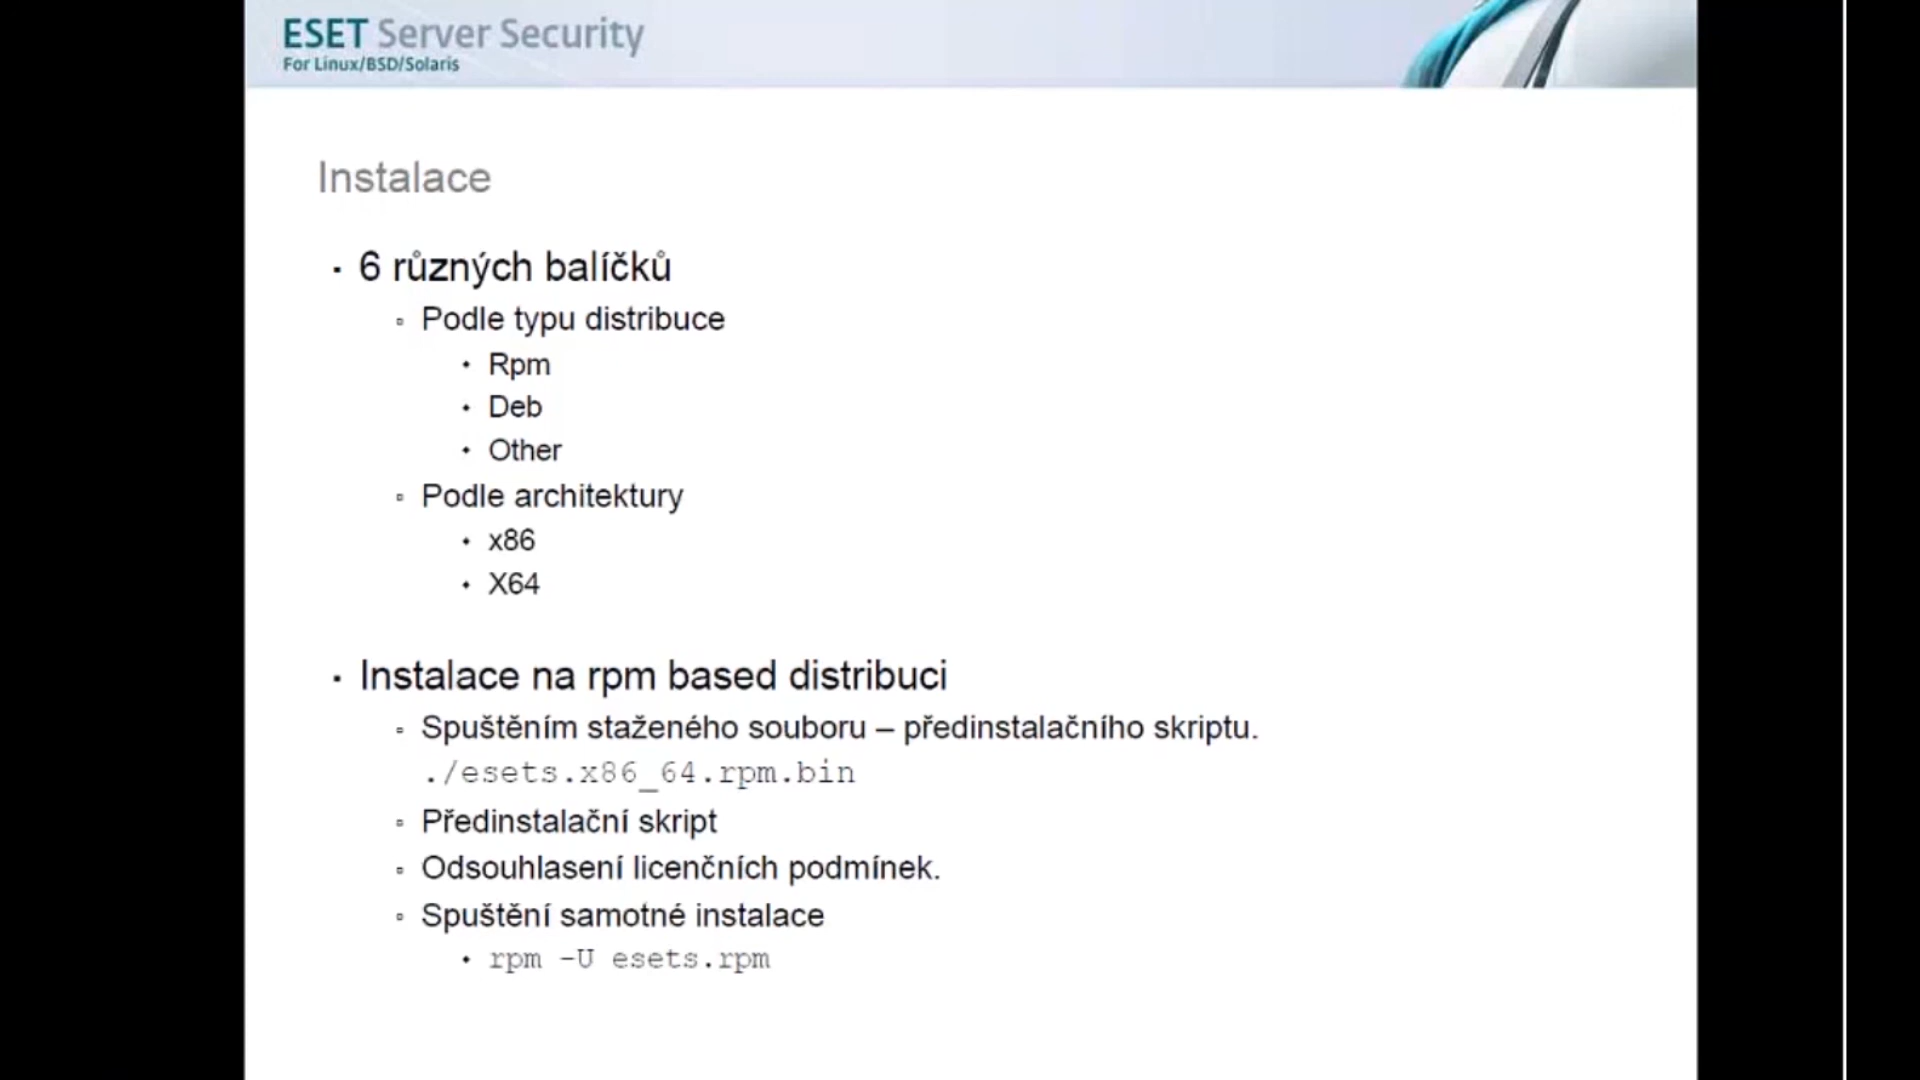 ESET Server Security
For Linux/BSD/Solaris
Instalace
6 různých balíčků
Podle typu distribuce
Rpm
Deb
Other
Podle architektury
x86
X64
Instalace na rpm based distribuci
Spuštěním staženého souboru – předinstalačního skriptu.
./esets.x86_64.rpm.bin
Předinstalační skript
Odsouhlasení licenčních podmínek.
Spuštění samotné instalace
rpm -U esets.rpm